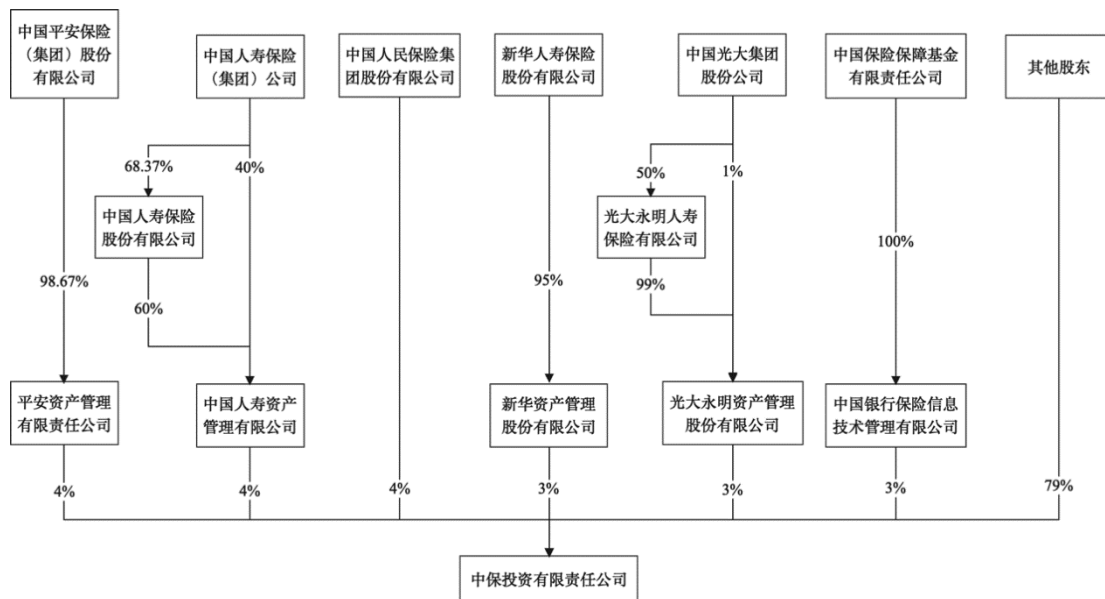 中国平安保险
（集团）股份
有限公司
中国人寿保险
（集团）公司
中国人民保险集
团股份有限公司
新华人寿保险
股份有限公司
中国光大集团
股份公司
中国保险保障基金
有限责任公司
其他股东
68.37%
40%
50%
1%
中国人寿保险
股份有限公司
光大永明人寿
保险有限公司
100%
98.67%
60%
95%
99%
平安资产管理
有限责任公司
中国人寿资产
管理有限公司
新华资产管理
股份有限公司
光大永明资产管理
股份有限公司
中国银行保险信息
技术管理有限公司
4%
4%
4%
3%
3%
3%
79%
中保投资有限责任公司